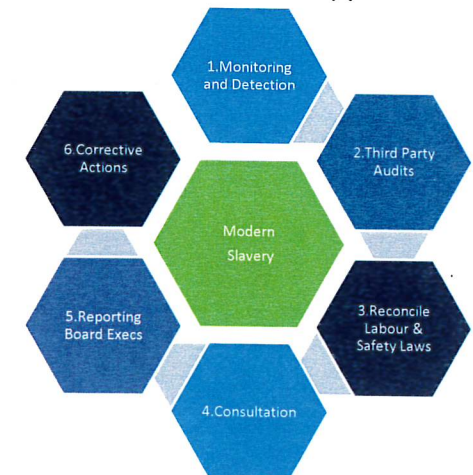 1.Monitoring
and Detection
2.Third Party
Audits
3.Reconcile
Labour &
Safety Laws
4.Consultation
5.Reporting
Board Execs
6.Corrective
Actions
Modern
Slavery